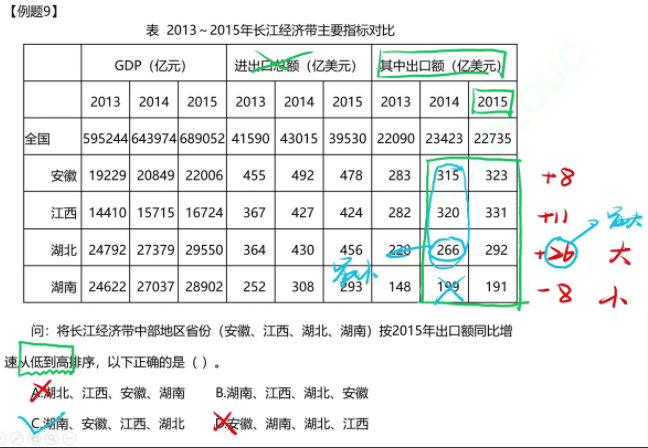 【例题9】
表 2013～2015年长江经济带主要指标对比
GDP（亿元） 进出口总额（亿美元） 其中出口额（亿美元）
2013 2014 2015 2013 2014 2015 2013 2014 2015
全国 595244 643974 689052 41590 43015 39530 22090 23423 22735
安徽 19229 20849 22006 455 492 478 283 315 323 +8
江西 14410 15715 16724 367 427 424 282 320 331 +11 最大
湖北 24792 27379 29550 364 430 456 228 266 292 +26 大
最小
湖南 24622 27037 28902 252 308 293 148 199 191 -8 小
问：将长江经济带中部地区省份（安徽、江西、湖北、湖南）按2015年出口额同比增
速从低到高排序，以下正确的是（ ）。
A.湖北、江西、安徽、湖南 B.湖南、江西、湖北、安徽
C.湖南、安徽、江西、湖北 D.安徽、湖南、湖北、江西